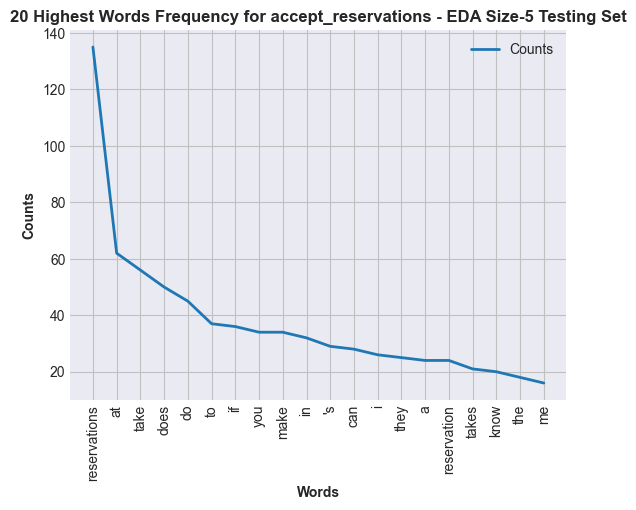 20 Highest Words Frequency for accept_reservations - EDA Size-5 Testing Set
Counts
140
120
100
80
60
40
20
Counts
reservations
at
take
does
do
to
if
you
make
in
's
can
i
they
a
reservation
takes
know
the
me
Words